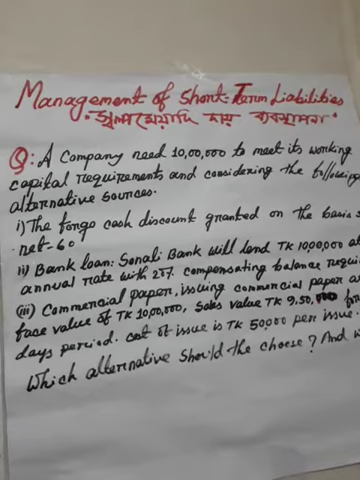 Management of Short-Term Liabilities
স্বল্পমেয়াদি দায় ব্যবস্থাপনা
Q: A Company need 10,00,000 to meet its working
capital requirements and considering the following
alternative sources.
i) The forgo cash discount granted on the basis
net-60
ii) Bank loan: Sonali Bank will lend TK 1000,000 at
annual rate with 20% compensating balance
(iii) Commercial paper, issuing commercial paper
face value of TK 10,00,000, Sales value TK 9,50,000
days period. cost of issue is TK 50000 per issue.
Which alternative should the choose? And